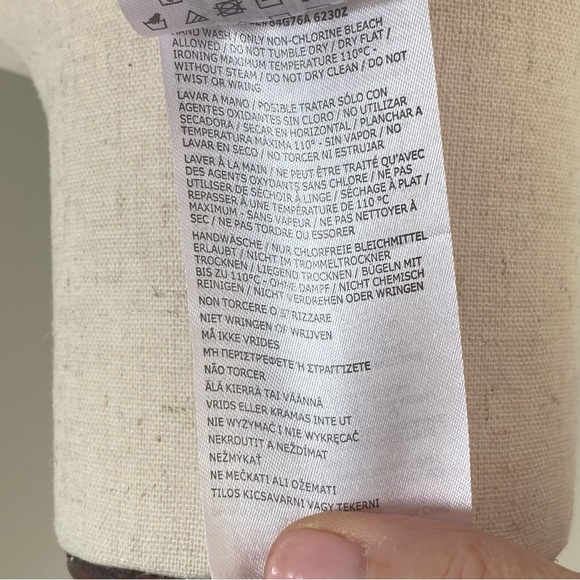 84G76A 6230Z
HAND WASH / ONLY NON-CHLORINE BLEACH
ALLOWED / DO NOT TUMBLE DRY / DRY FLAT /
IRONING MAXIMUM TEMPERATURE 110°C -
WITHOUT STEAM / DO NOT DRY CLEAN / DO NOT
TWIST OR WRING
LAVAR A MANO / POSIBLE TRATAR SÓLO CON
AGENTES OXIDANTES SIN CLORO / NO UTILIZAR
SECADORA / SECAR EN HORIZONTAL / PLANCHAR A
TEMPERATURA MÁXIMA 110° - SIN VAPOR / NO
LAVAR EN SECO / NO TORCER NI ESTRUJAR
LAVER À LA MAIN / NE PEUT ÊTRE TRAITÉ QU'AVEC
DES AGENTS OXYDANTS SANS CHLORE / NE PAS
UTILISER DE SÉCHOIR À LINGE / SÉCHAGE À PLAT /
REPASSER À UNE TEMPÉRATURE DE 110 °C
MAXIMUM - SANS VAPEUR / NE PAS NETTOYER À
SEC / NE PAS TORDRE OU ESSORER
HANDWÄSCHE / NUR CHLORFREIE BLEICHMITTEL
ERLAUBT / NICHT IM TROMMELTROCKNER
TROCKNEN / LIEGEND TROCKNEN / BÜGELN MIT
BIS ZU 110°C - OHNE DAMPF / NICHT CHEMISCH
REINIGEN / NICHT VERDREHEN ODER WRINGEN
NON TORCERE O STRIZZARE
NIET WRINGEN OF WRIJVEN
MÅ IKKE VRIDES
ΜΗ ΠΕΡΙΣΤΡΕΦΕΤΕ Ή ΣΤΡΑΓΓΙΖΕΤΕ
NÃO TORCER
ÄLÄ KIERRÄ TAI VÄÄNNÄ
VRIDS ELLER KRAMAS INTE UT
NIE WYŻYMAĆ I NIE WYKRĘCAĆ
NEKROUTIT A NEŽDÍMAT
NEŽMÝKAŤ
NE MEČKATI ALI OŽEMATI
TILOS KICSAVARNI VAGY TEKERNI